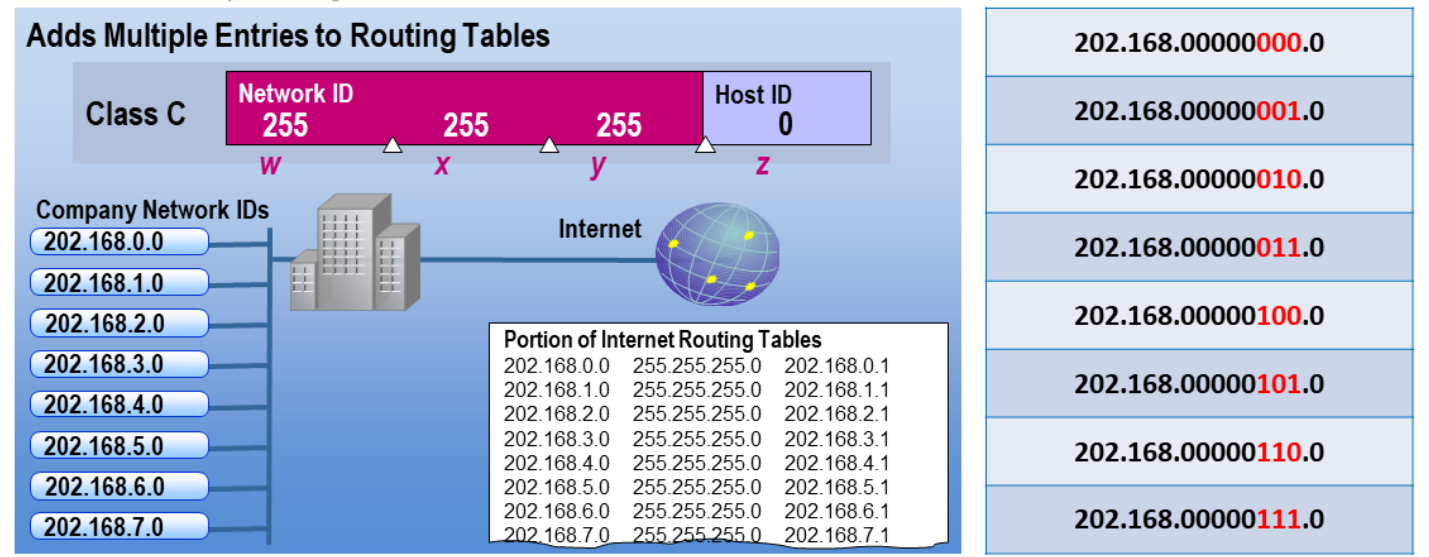 Adds Multiple Entries to Routing Tables
Class C
Network ID
Host ID
255 255 255 0
w x y z
Company Network IDs
202.168.0.0
202.168.1.0
202.168.2.0
202.168.3.0
202.168.4.0
202.168.5.0
202.168.6.0
202.168.7.0
Internet
Portion of Internet Routing Tables
202.168.0.0 255.255.255.0 202.168.0.1
202.168.1.0 255.255.255.0 202.168.1.1
202.168.2.0 255.255.255.0 202.168.2.1
202.168.3.0 255.255.255.0 202.168.3.1
202.168.4.0 255.255.255.0 202.168.4.1
202.168.5.0 255.255.255.0 202.168.5.1
202.168.6.0 255.255.255.0 202.168.6.1
202.168.7.0 255.255.255.0 202.168.7.1
202.168.00000000.0
202.168.00000001.0
202.168.00000010.0
202.168.00000011.0
202.168.00000100.0
202.168.00000101.0
202.168.00000110.0
202.168.00000111.0